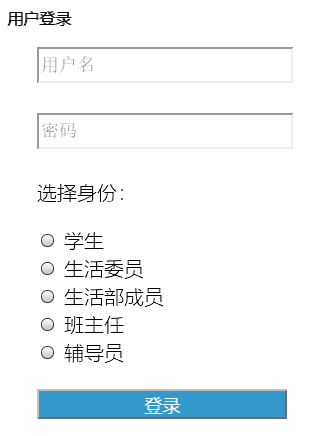 用户登录
用户名
密码
选择身份：
学生
生活委员
生活部成员
班主任
辅导员
登录